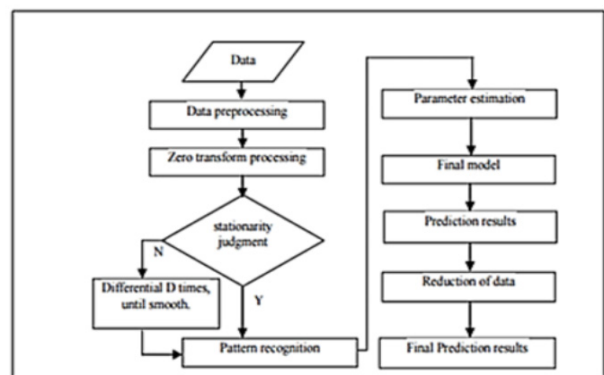 Data
Data preprocessing
Zero transform processing
stationarity
judgment
N
Y
Differential D times,
until smooth.
Pattern recognition
Parameter estimation
Final model
Prediction results
Reduction of data
Final Prediction results